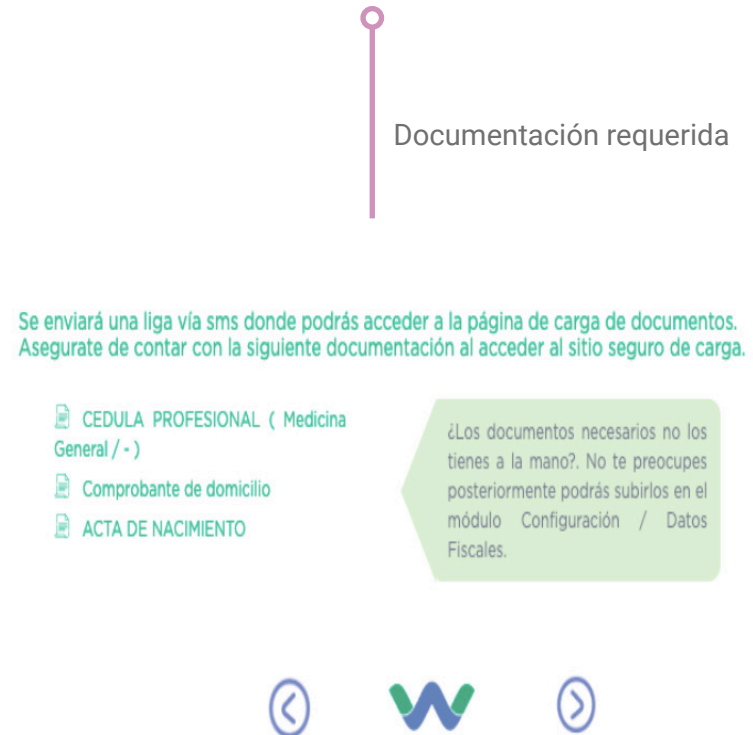 Documentación requerida
Se enviará una liga vía sms donde podrás acceder a la página de carga de documentos.
Asegurate de contar con la siguiente documentación al acceder al sitio seguro de carga.
CEDULA PROFESIONAL ( Medicina
General / - )
Comprobante de domicilio
ACTA DE NACIMIENTO
¿Los documentos necesarios no los
tienes a la mano?. No te preocupes
posteriormente podrás subirlos en el
módulo Configuración / Datos
Fiscales.